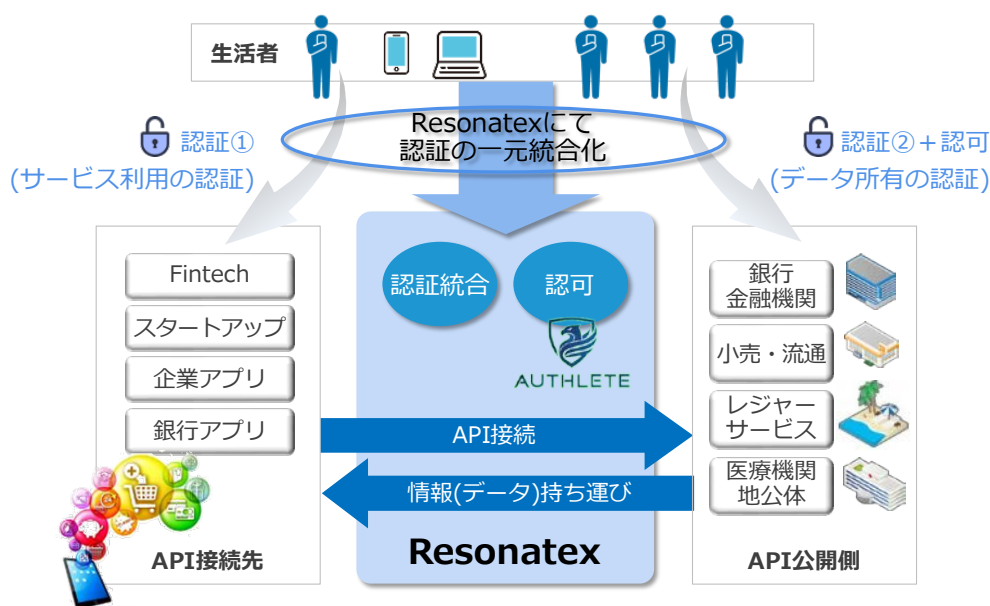 生活者
Resonatexにて
認証の一元統合化
認証①
(サービス利用の認証)
認証②＋認可
(データ所有の認証)
Fintech
スタートアップ
企業アプリ
銀行アプリ
API接続先
認証統合
認可
AUTHLETE
API接続
情報(データ)持ち運び
Resonatex
銀行
金融機関
小売・流通
レジャー
サービス
医療機関
地公体
API公開側